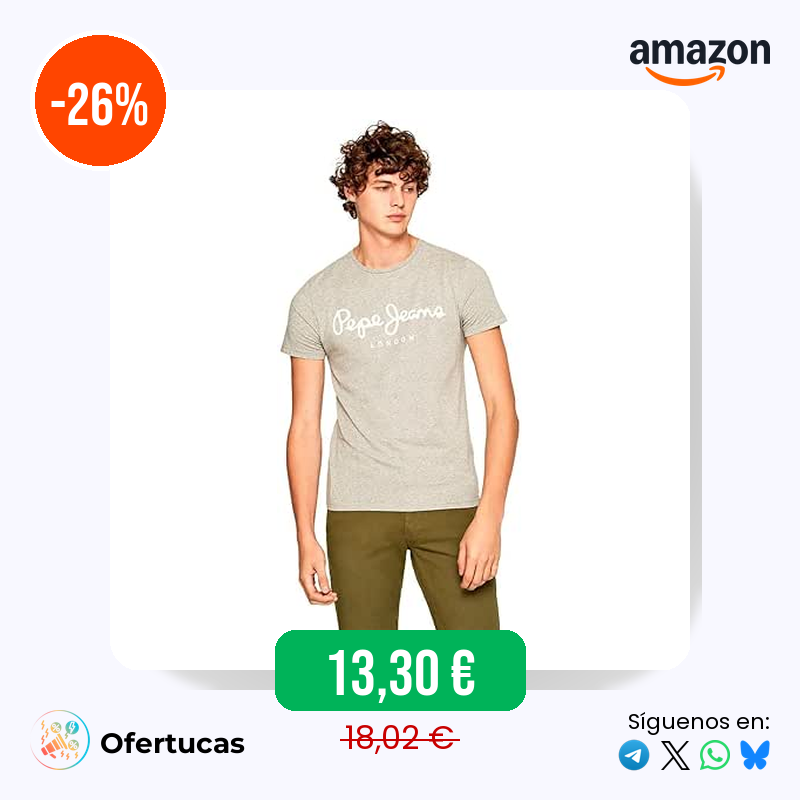 -26%
amazon
Pepe Jeans
LONDON
13,30 €
18,02 €
Ofertucas
Síguenos en: